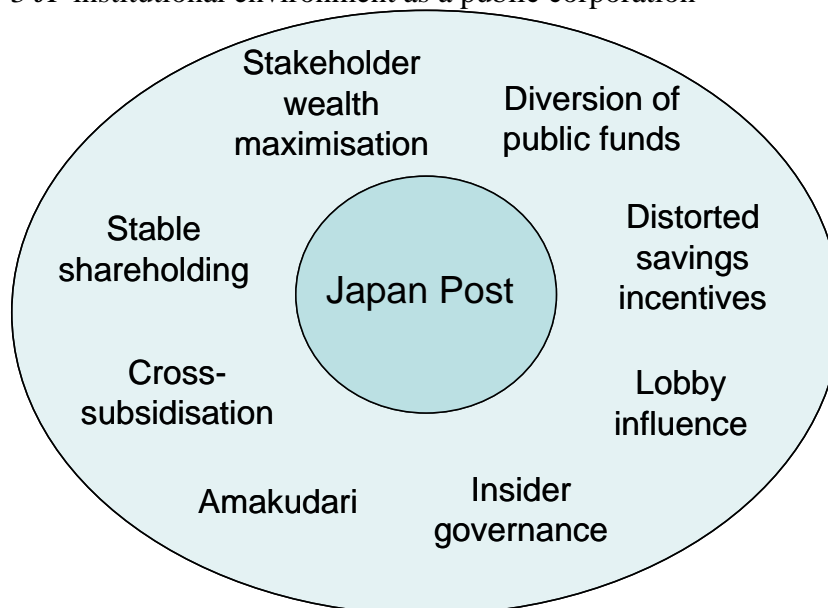 institutional environment as a public corporation
Stakeholder
wealth
maximisation
Diversion of
public funds
Distorted
savings
incentives
Lobby
influence
Insider
governance
Amakudari
Cross-
subsidisation
Stable
shareholding
Japan Post